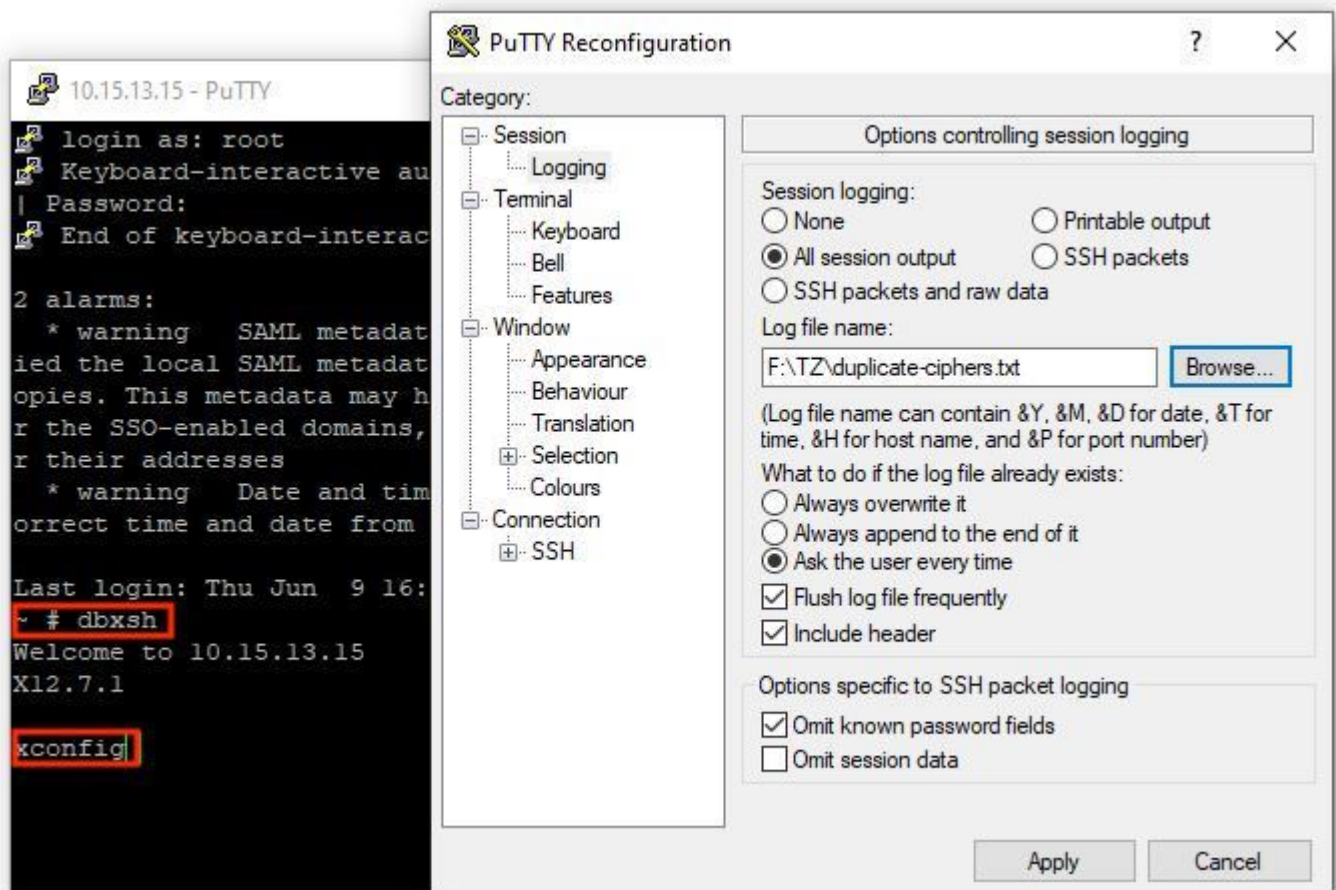 10.15.13.15 - PuTTY
login as: root
Keyboard-interactive au
| Password:
End of keyboard-interac
2 alarms:
* warning   SAML metadat
ied the local SAML metadat
opies. This metadata may h
r the SSO-enabled domains,
r their addresses
* warning   Date and tim
orrect time and date from
Last login: Thu Jun  9 16:
~ # dbxsh
Welcome to 10.15.13.15
X12.7.1
xconfig
PuTTY Reconfiguration
?
Category:
Session
Logging
Terminal
Keyboard
Bell
Features
Window
Appearance
Behaviour
Translation
Selection
Colours
Connection
SSH
Options controlling session logging
Session logging:
None
Printable output
All session output
SSH packets
SSH packets and raw data
Log file name:
F:\TZ\duplicate-ciphers.txt
Browse...
(Log file name can contain &Y, &M, &D for date, &T for
time, &H for host name, and &P for port number)
What to do if the log file already exists:
Always overwrite it
Always append to the end of it
Ask the user every time
Flush log file frequently
Include header
Options specific to SSH packet logging
Omit known password fields
Omit session data
Apply
Cancel